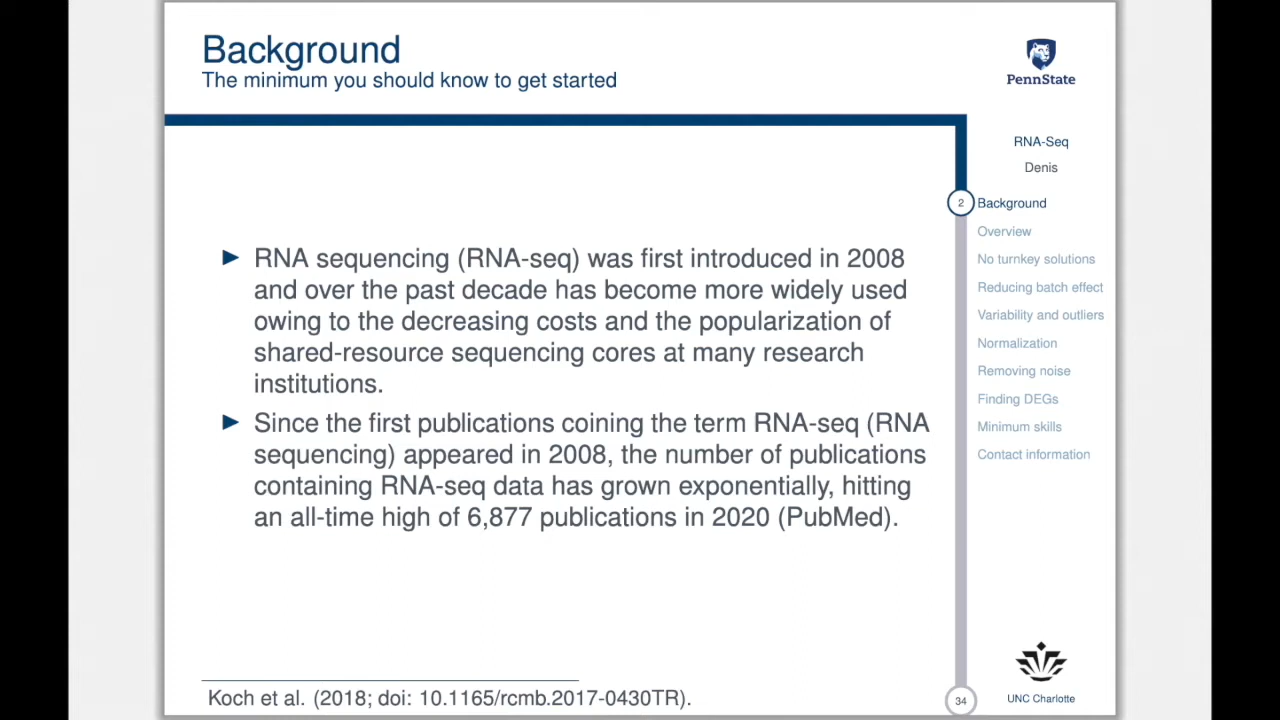 Background
The minimum you should know to get started
PennState
RNA-Seq
Denis
2 Background
Overview
No turnkey solutions
Reducing batch effect
Variability and outliers
Normalization
Removing noise
Finding DEGs
Minimum skills
Contact information
► RNA sequencing (RNA-seq) was first introduced in 2008
and over the past decade has become more widely used
owing to the decreasing costs and the popularization of
shared-resource sequencing cores at many research
institutions.
► Since the first publications coining the term RNA-seq (RNA
sequencing) appeared in 2008, the number of publications
containing RNA-seq data has grown exponentially, hitting
an all-time high of 6,877 publications in 2020 (PubMed).
Koch et al. (2018; doi: 10.1165/rcmb.2017-0430TR).
34
UNC Charlotte